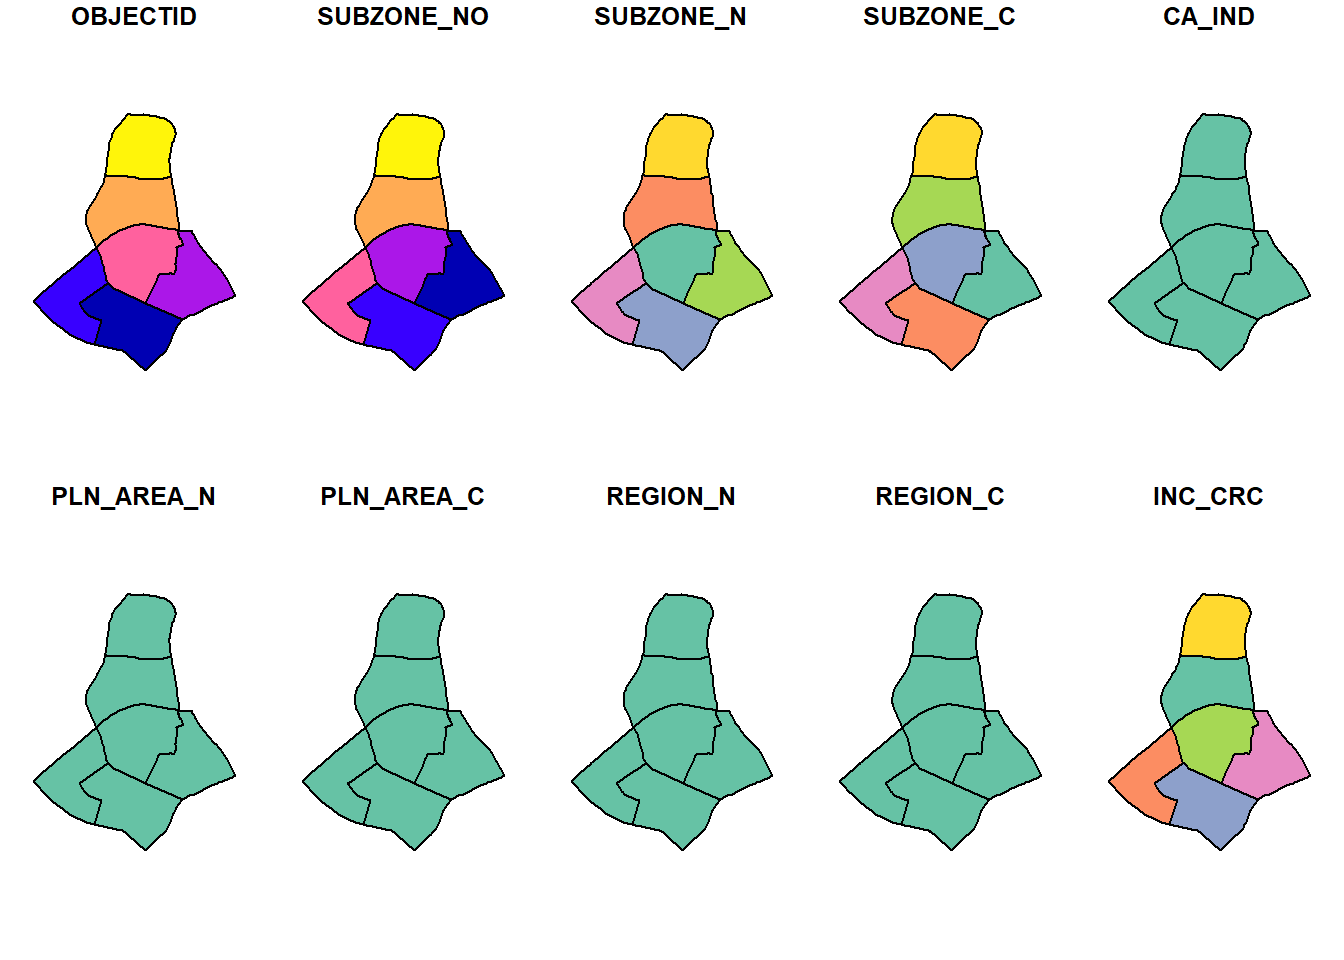 OBJECTID SUBZONE_NO SUBZONE_N SUBZONE_C CA_IND
PLN_AREA_N PLN_AREA_C REGION_N REGION_C INC_CRC